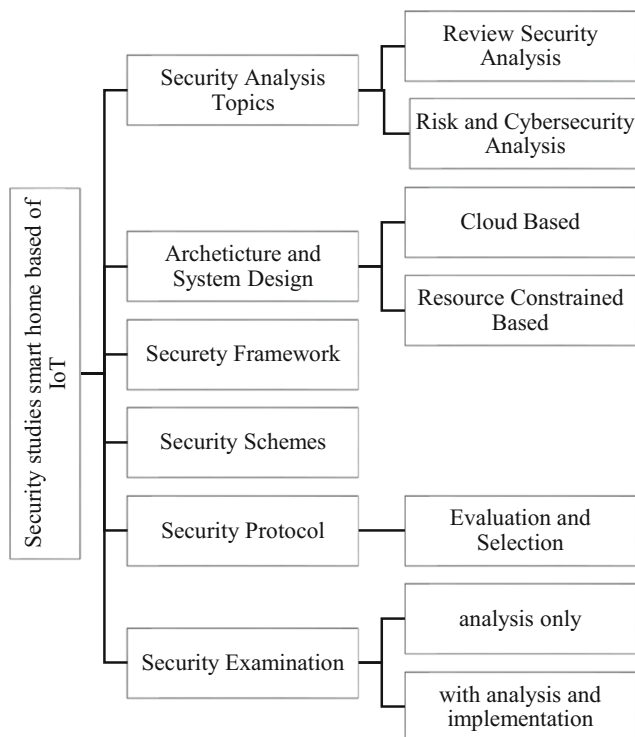 Security studies smart home based of
IoT
Security Analysis
Topics
Review Security
Analysis
Risk and Cybersecurity
Analysis
Archeticture and
System Design
Cloud Based
Resource Constrained
Based
Securety Framework
Security Schemes
Security Protocol
Evaluation and
Selection
Security Examination
analysis only
with analysis and
implementation